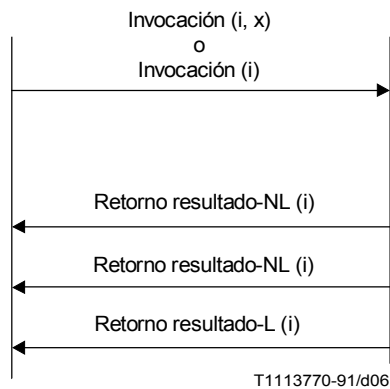 Invocación (i, x)
o
Invocación (i)
Retorno resultado-NL (i)
Retorno resultado-NL (i)
Retorno resultado-L (i)
T1113770-91/d06